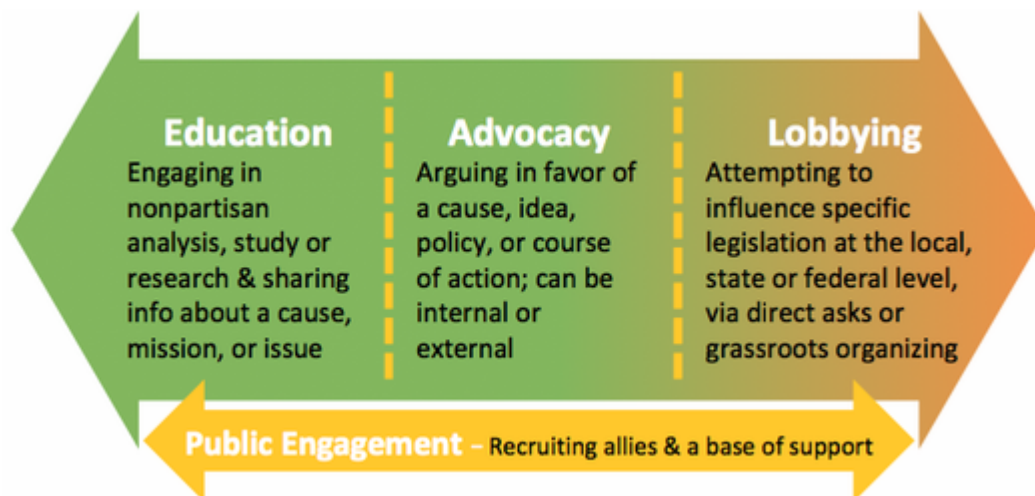 Education
Engaging in
nonpartisan
analysis, study or
research & sharing
info about a cause,
mission, or issue
Advocacy
Arguing in favor of
a cause, idea,
policy, or course
of action; can be
internal or
external
Lobbying
Attempting to
influence specific
legislation at the local,
state or federal level,
via direct asks or
grassroots organizing
Public Engagement – Recruiting allies & a base of support